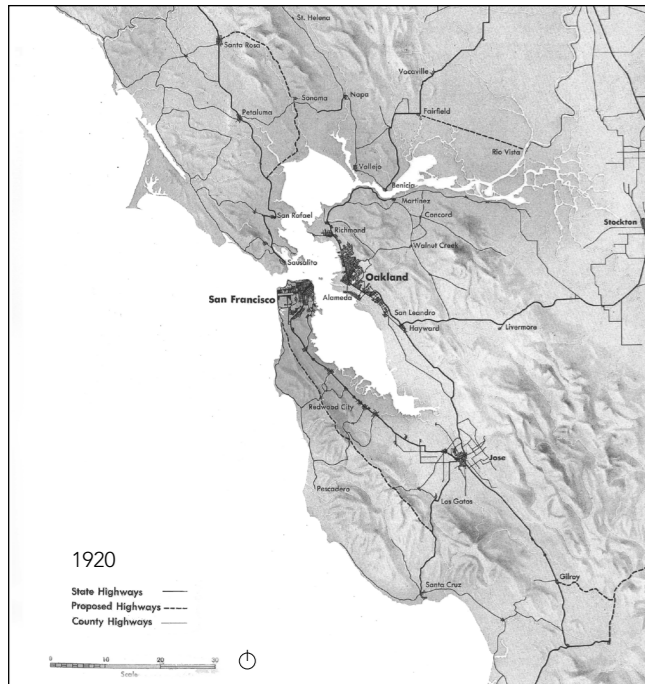 St. Helena
Santa Rosa
Vacaville
Sonoma
Napa
Petaluma
Fairfield
Rio Vista
Vallejo
Benicia
Martinez
San Rafael
Concord
Stockton
Richmond
Walnut Creek
Sausalito
Oakland
San Francisco
Alameda
San Leandro
Hayward
Livermore
Redwood City
Jose
Pescadero
Los Gatos
1920
Gilroy
State Highways
Proposed Highways
County Highways
Santa Cruz
0 10 20 30
Scale